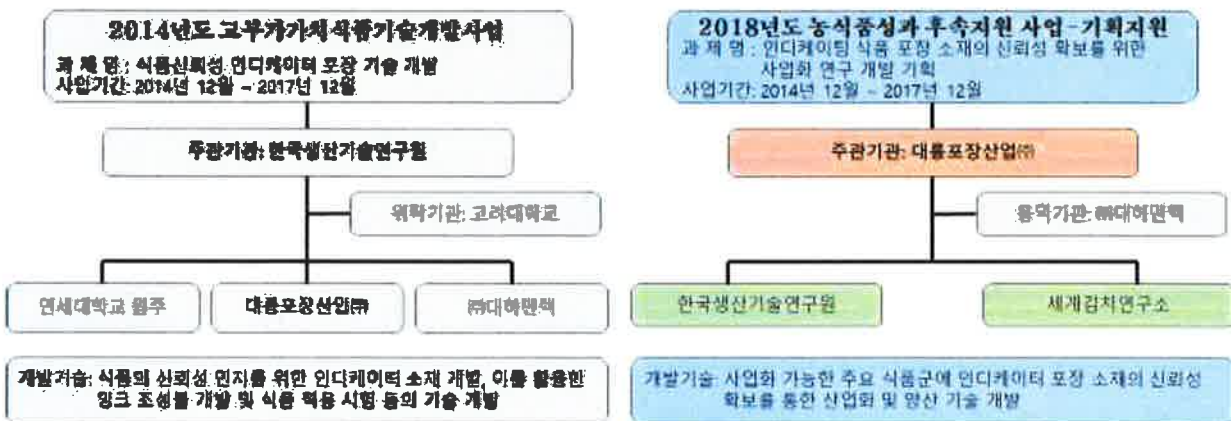 2014년도 고부가가치식품기술개발사업
과 제 명 : 식품신뢰성 인디케이터 포장 기술 개발
사업기간: 2014년 12월 ~ 2017년 12월
주관기관: 한국생산기술연구원
위탁기관: 고려대학교
연세대학교 원주
대륭포장산업㈜
㈜대하맨텍
개발기술: 식품의 신뢰성 인지를 위한 인디케이터 소재 개발, 이를 활용한
잉크 조성물 개발 및 식품 적용 시험 등의 기술 개발
2018년도 농식품성과 후속지원 사업-기획지원
과 제 명 : 인디케이팅 식품 포장 소재의 신뢰성 확보를 위한
사업화 연구 개발 기획
사업기간: 2014년 12월 ~ 2017년 12월
주관기관: 대륭포장산업㈜
용역기관: ㈜대하맨텍
한국생산기술연구원
세계김치연구소
개발기술: 사업화 가능한 주요 식품군에 인디케이터 포장 소재의 신뢰성
확보를 통한 산업화 및 양산 기술 개발